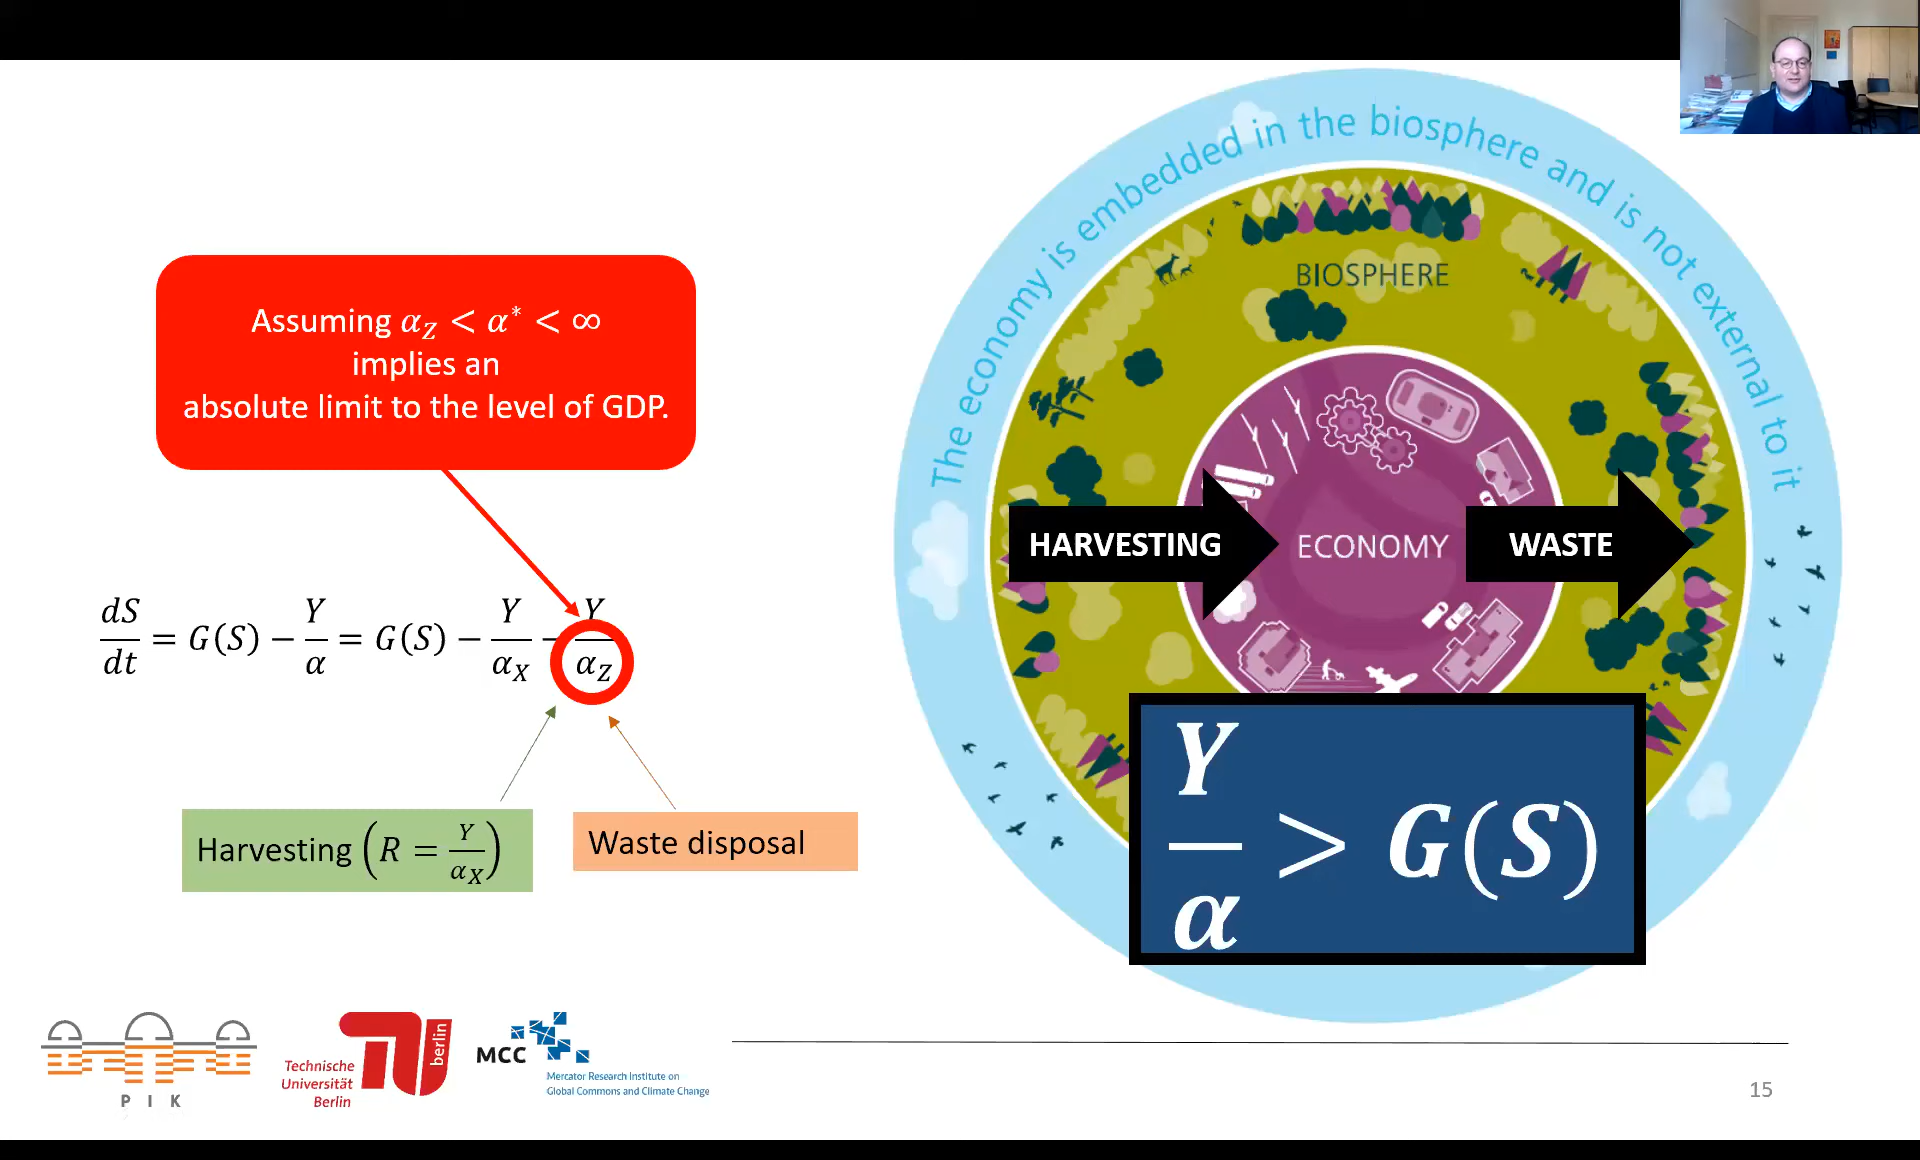 The economy is embedded in the biosphere and is not external to it
BIOSPHERE
Assuming α_Z < α* < ∞
implies an
absolute limit to the level of GDP.
HARVESTING
ECONOMY
WASTE
dS/dt = G(S) − Y/α = G(S) − Y/α_X − Y/α_Z
Y/α > G(S)
Harvesting (R = Y/α_X)
Waste disposal
PIK
Technische
Universität
Berlin
berlin
MCC
Mercator Research Institute on
Global Commons and Climate Change
15